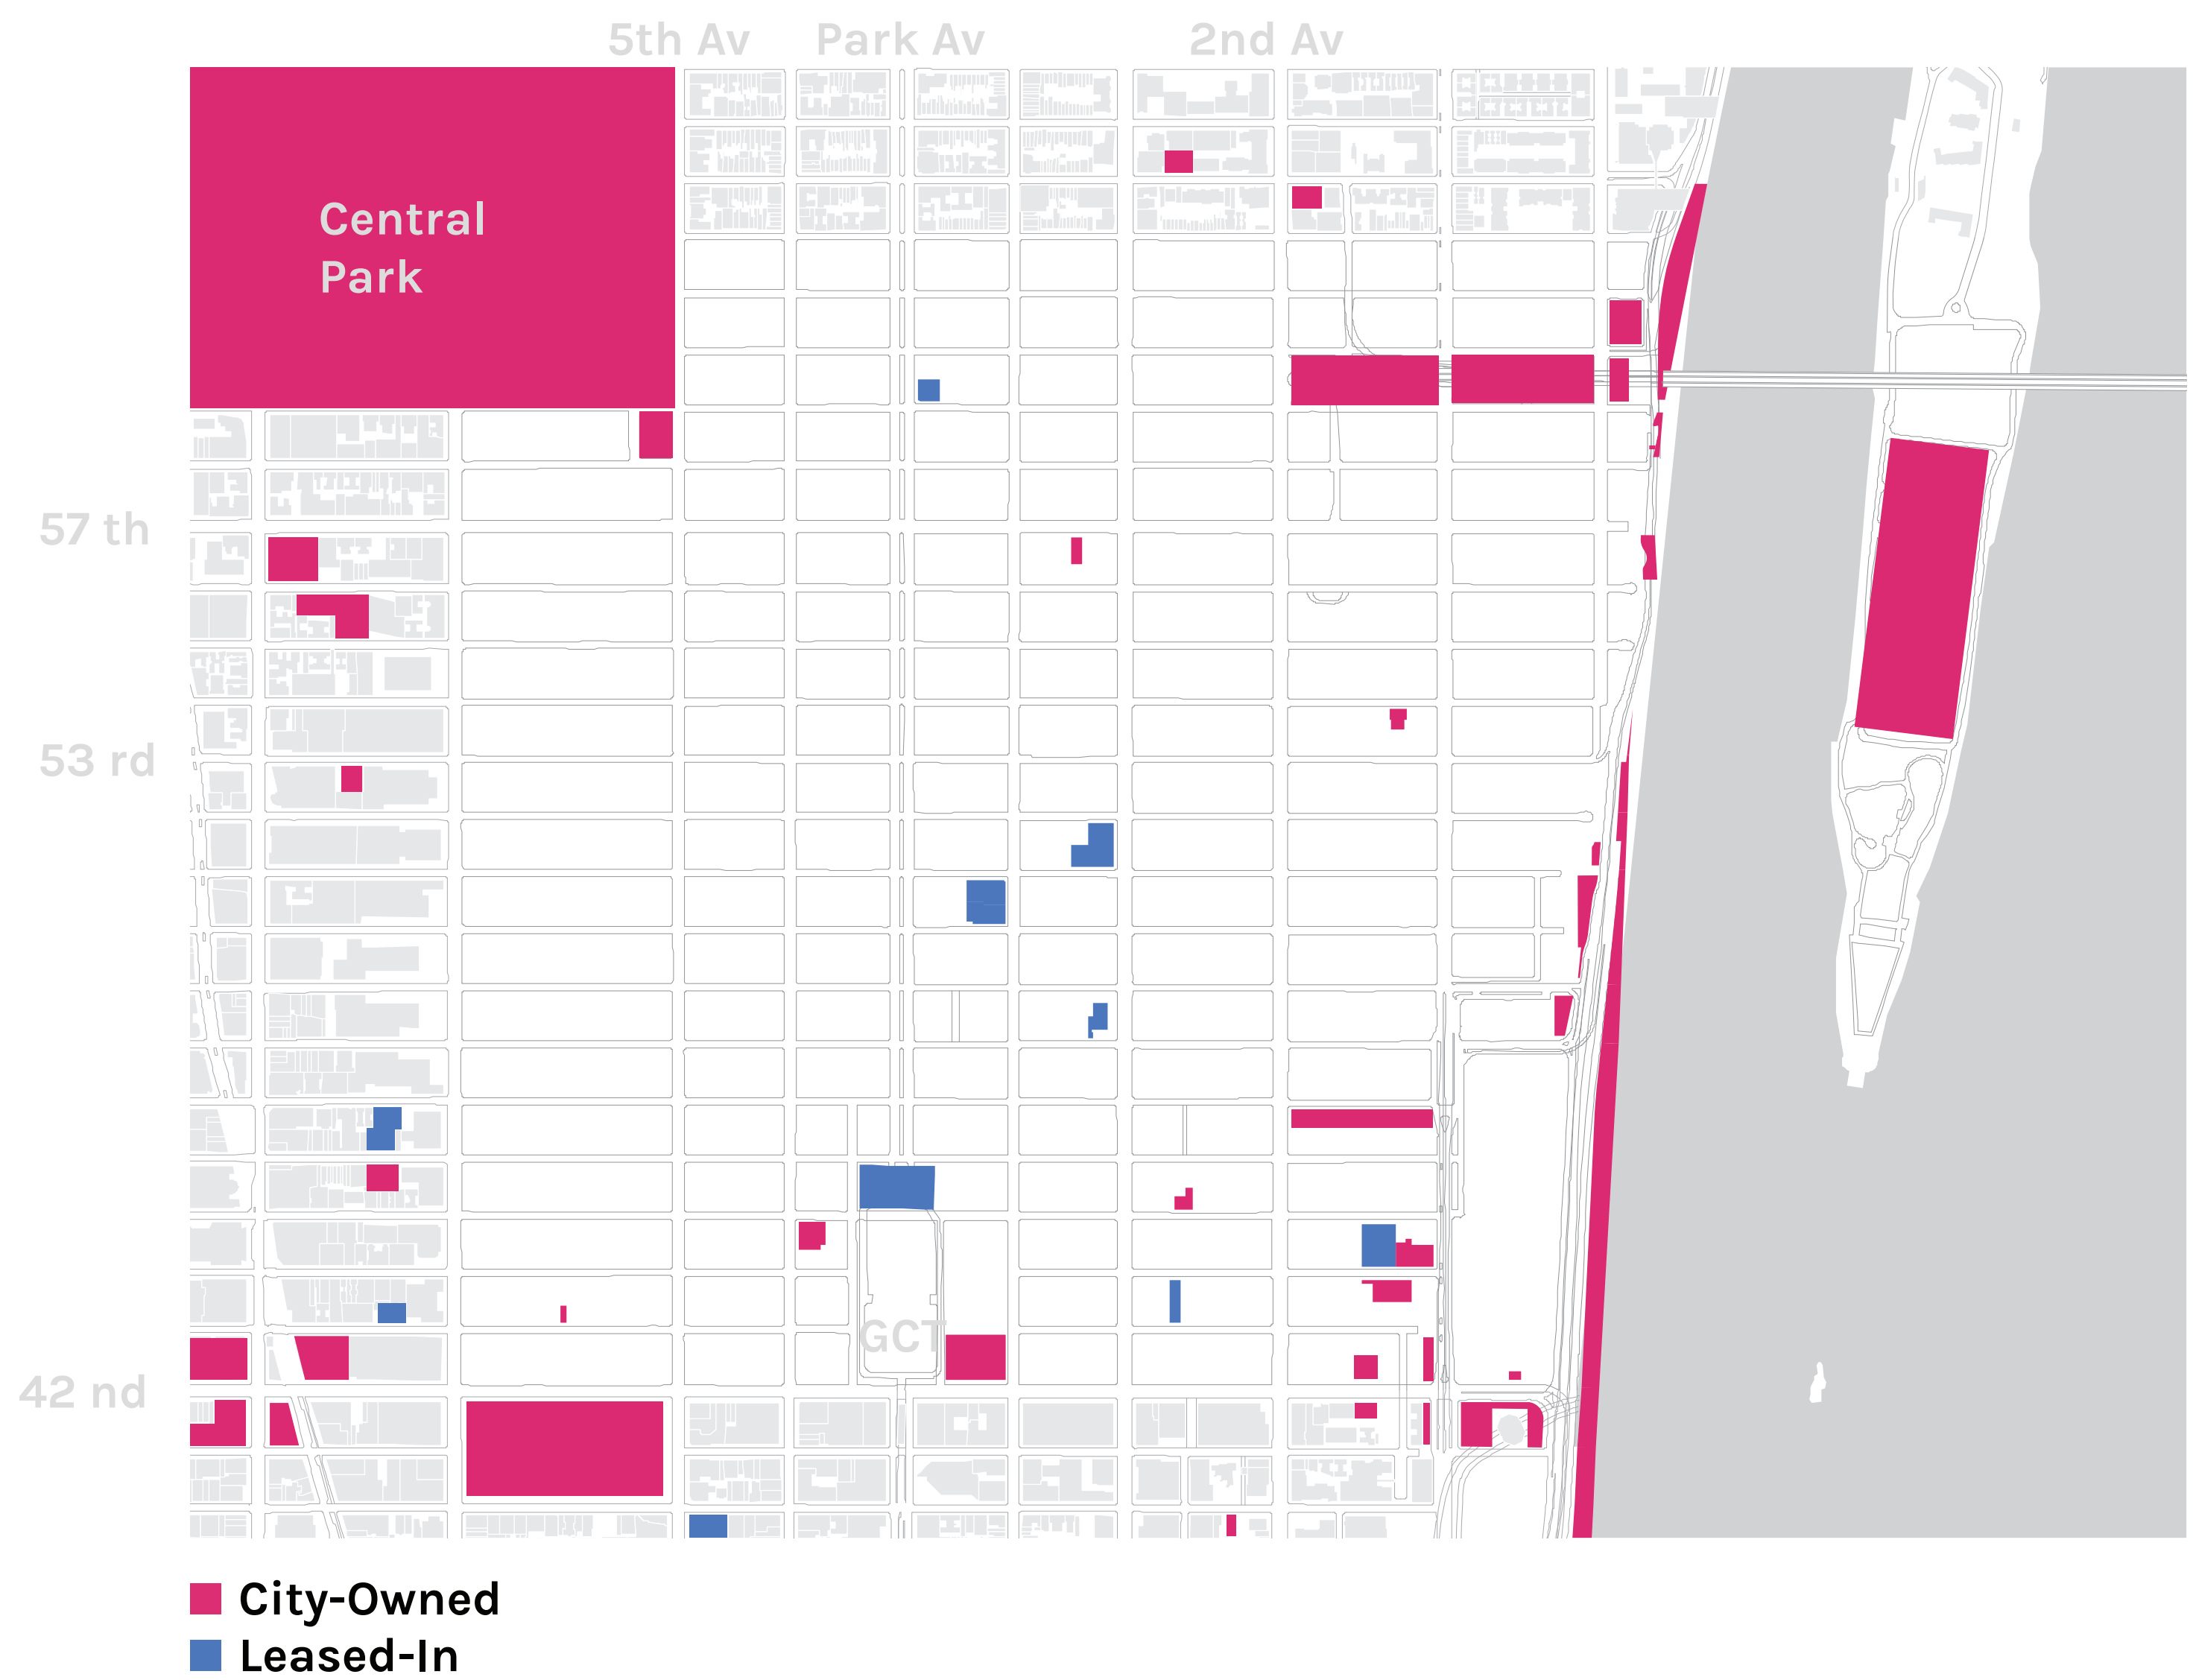 5th Av
Park Av
2nd Av
Central
Park
57 th
53 rd
GCT
42 nd
City-Owned
Leased-In